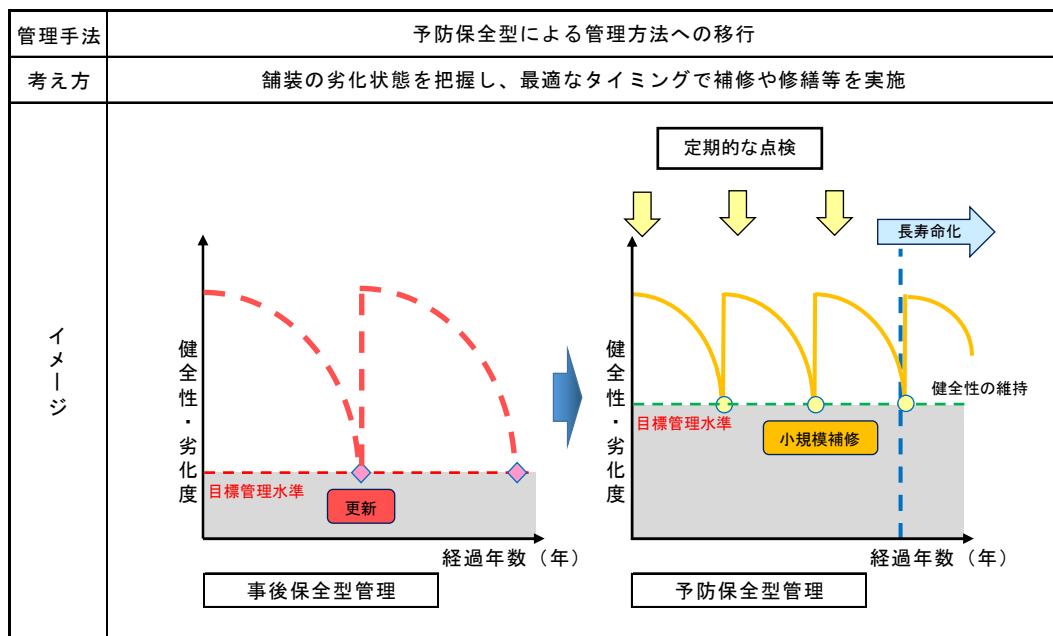 管理手法
予防保全型による管理方法への移行
考え方
舗装の劣化状態を把握し、最適なタイミングで補修や修繕等を実施
イメージ
健全性・劣化度
目標管理水準
更新
経過年数（年）
事後保全型管理
定期的な点検
長寿命化
健全性・劣化度
健全性の維持
目標管理水準
小規模補修
経過年数（年）
予防保全型管理